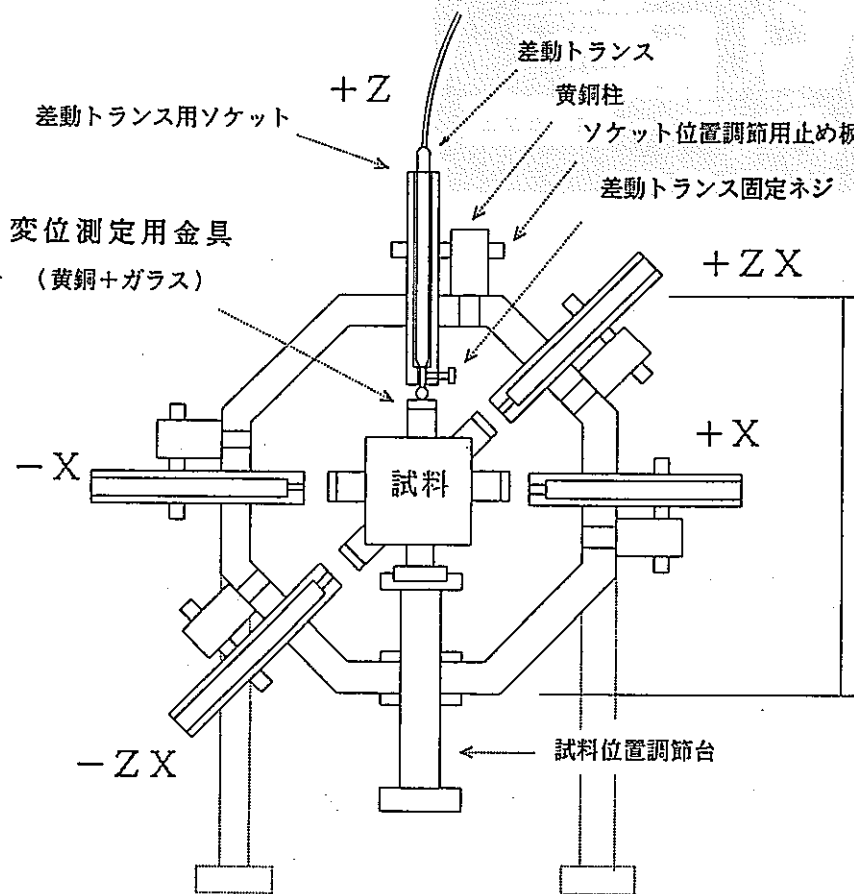 差動トランス
+Z
黄銅柱
差動トランス用ソケット
ソケット位置調節用止め板
差動トランス固定ネジ
変位測定用金具
(黄銅+ガラス)
+ZX
+X
-X
試料
-ZX
試料位置調節台